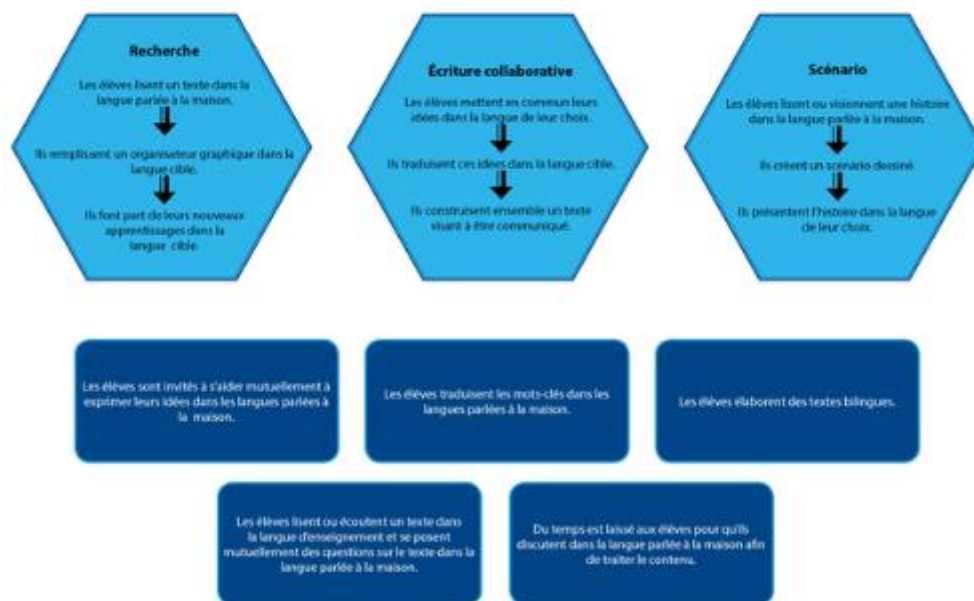 Recherche
Les élèves lisent un texte dans la
langue parlée à la maison.
Ils remplissent un organisateur graphique dans la
langue cible.
Ils font part de leurs nouveaux
apprentissages dans la
langue cible.
Écriture collaborative
Les élèves mettent en commun leurs
idées dans la langue de leur choix.
Ils traduisent ces idées dans la langue cible.
Ils construisent ensemble un texte
visant à être communiqué.
Scénario
Les élèves lisent ou visionnent une histoire
dans la langue parlée à la maison.
Ils créent un scénario dessiné.
Ils présentent l'histoire dans la langue
de leur choix.
Les élèves sont invités à s'aider mutuellement à
exprimer leurs idées dans les langues parlées à
la maison.
Les élèves traduisent les mots-clés dans les
langues parlées à la maison.
Les élèves élaborent des textes bilingues.
Les élèves lisent ou écoutent un texte dans
la langue d'enseignement et se posent
mutuellement des questions sur le texte dans la
langue parlée à la maison.
Du temps est laissé aux élèves pour qu'ils
discutent dans la langue parlée à la maison afin
de traiter le contenu.